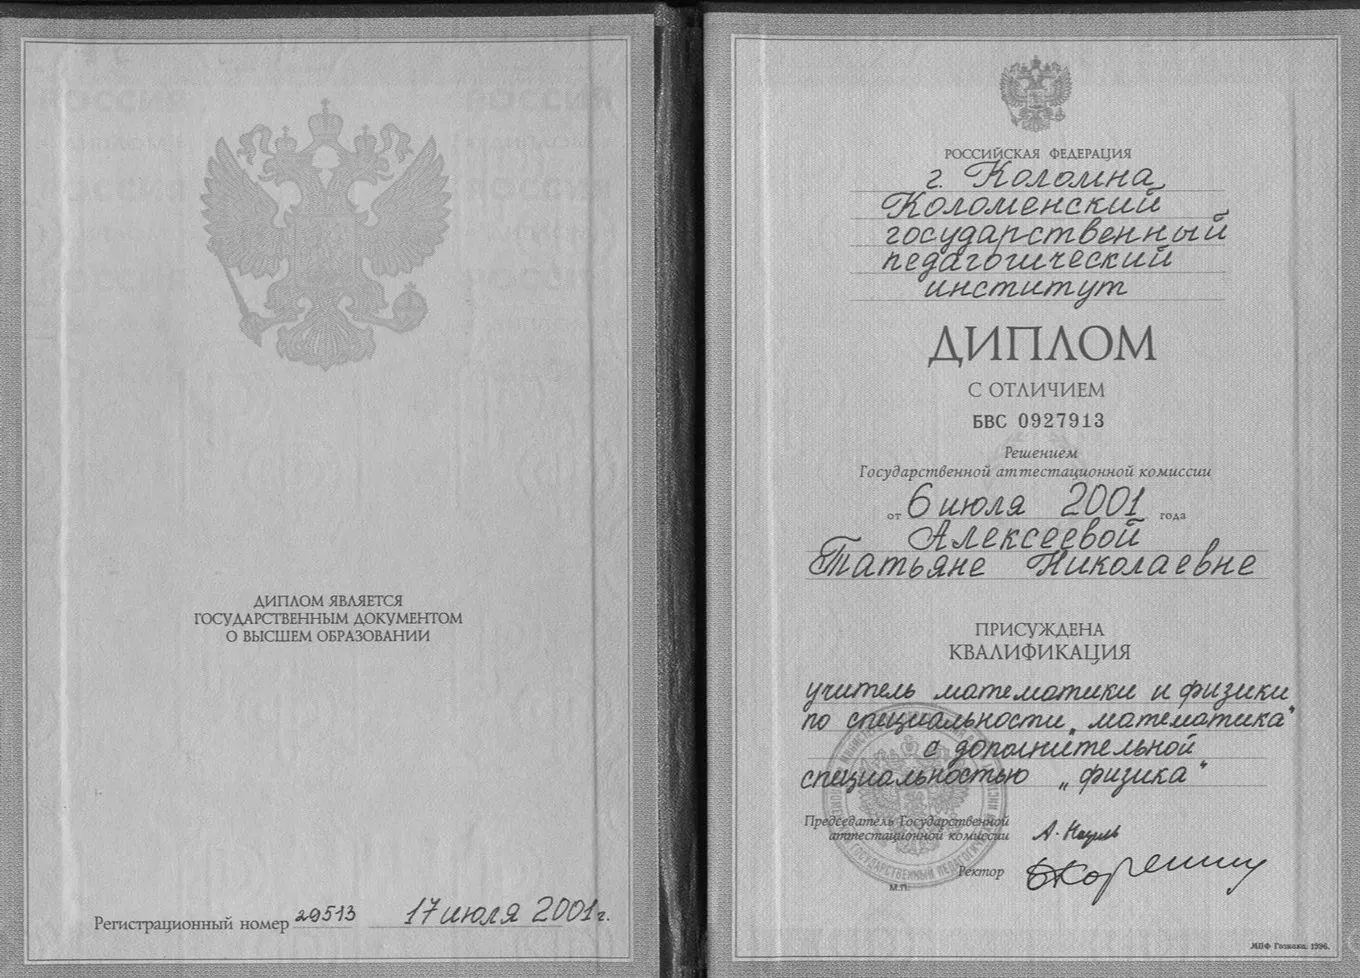 ДИПЛОМ ЯВЛЯЕТСЯ
ГОСУДАРСТВЕННЫМ ДОКУМЕНТОМ
О ВЫСШЕМ ОБРАЗОВАНИИ
Регистрационный номер 29513 17 июля 2001г.
РОССИЙСКАЯ ФЕДЕРАЦИЯ
г. Коломна
Коломенский
государственный
педагогический
институт
ДИПЛОМ
С ОТЛИЧИЕМ
БВС 0927913
Решением
Государственной аттестационной комиссии
от 6 июля 2001 года
Алексеевой
Татьяне Николаевне
ПРИСУЖДЕНА
КВАЛИФИКАЦИЯ
учитель математики и физики
по специальности „математика"
с дополнительной
специальностью „физика"
Председатель Государственной
аттестационной комиссии
Ректор
М.П.
МПФ Гознака. 1996.